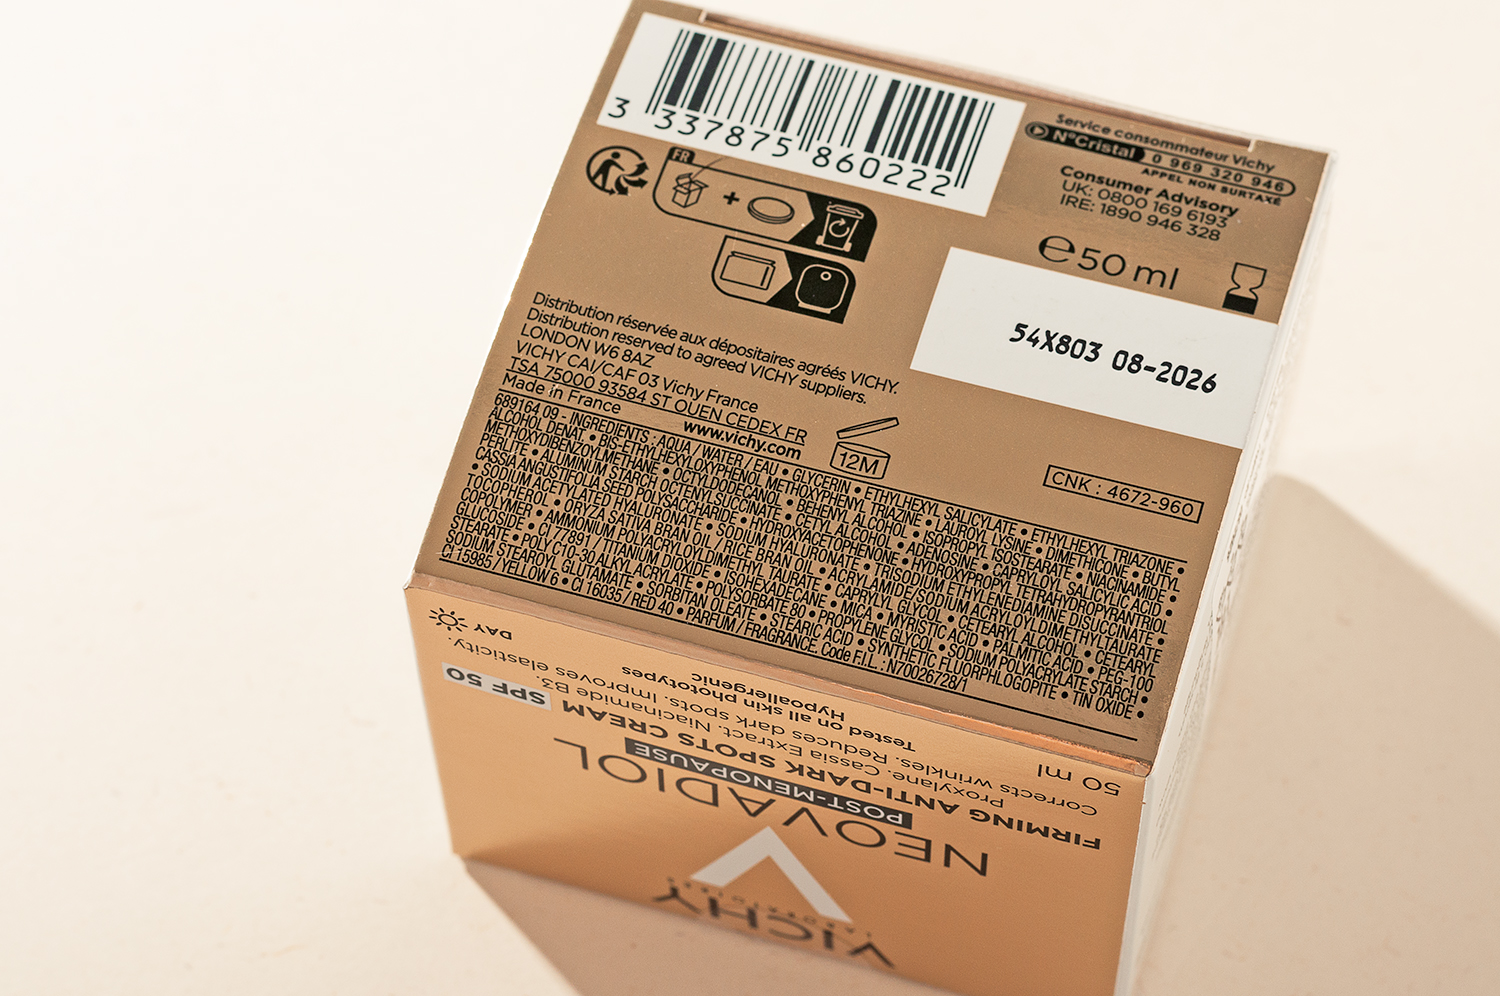 3 337875 860222
Service consommateur Vichy
N°Cristal 0 969 320 946
APPEL NON SURTAXÉ
Consumer Advisory
UK: 0800 169 6193
IRE: 1890 946 328
FR
+
℮50 ml
54X803 08-2026
Distribution réservée aux dépositaires agréés VICHY.
Distribution reserved to agreed VICHY suppliers.
LONDON W6 8AZ
VICHY CAI/CAF 03 Vichy France
TSA 75000 93584 ST OUEN CEDEX FR
Made in France
www.vichy.com
12M
CNK : 4672-960
689164 09 - INGREDIENTS : AQUA / WATER / EAU • GLYCERIN • ETHYLHEXYL SALICYLATE • ETHYLHEXYL TRIAZONE •
ALCOHOL DENAT. • BIS-ETHYLHEXYLOXYPHENOL METHOXYPHENYL TRIAZINE • LAUROYL LYSINE • DIMETHICONE • BUTYL
METHOXYDIBENZOYLMETHANE • OCTYLDODECANOL • BEHENYL ALCOHOL • ISOPROPYL ISOSTEARATE • NIACINAMIDE •
PERLITE • ALUMINUM STARCH OCTENYLSUCCINATE • CETYL ALCOHOL • ADENOSINE • CAPRYLOYL SALICYLIC ACID •
CASSIA ANGUSTIFOLIA SEED POLYSACCHARIDE • HYDROXYACETOPHENONE • HYDROXYPROPYL TETRAHYDROPYRANTRIOL
• SODIUM ACETYLATED HYALURONATE • SODIUM HYALURONATE • TRISODIUM ETHYLENEDIAMINE DISUCCINATE •
TOCOPHEROL • ORYZA SATIVA BRAN OIL / RICE BRAN OIL • ACRYLAMIDE/SODIUM ACRYLOYLDIMETHYLTAURATE
COPOLYMER • AMMONIUM POLYACRYLOYLDIMETHYL TAURATE • CAPRYLYL GLYCOL • CETEARYL ALCOHOL • CETEARYL
GLUCOSIDE • CI 77891 / TITANIUM DIOXIDE • ISOHEXADECANE • MICA • MYRISTIC ACID • PALMITIC ACID • PEG-100
STEARATE • POLY C10-30 ALKYL ACRYLATE • POLYSORBATE 80 • PROPYLENE GLYCOL • SODIUM POLYACRYLATE STARCH •
SODIUM STEAROYL GLUTAMATE • SORBITAN OLEATE • STEARIC ACID • SYNTHETIC FLUORPHLOGOPITE • TIN OXIDE •
CI 15985 / YELLOW 6 • CI 16035 / RED 40 • PARFUM / FRAGRANCE. Code F.I.L. : N70026728/1
VICHY
LABORATOIRES
NEOVADIOL
POST-MENOPAUSE
FIRMING ANTI-DARK SPOTS CREAM SPF 50
Proxylane. Cassia Extract. Niacinamide B3.
Corrects wrinkles. Reduces dark spots. Improves elasticity.
Tested on all skin phototypes
Hypoallergenic
50 ml
DAY